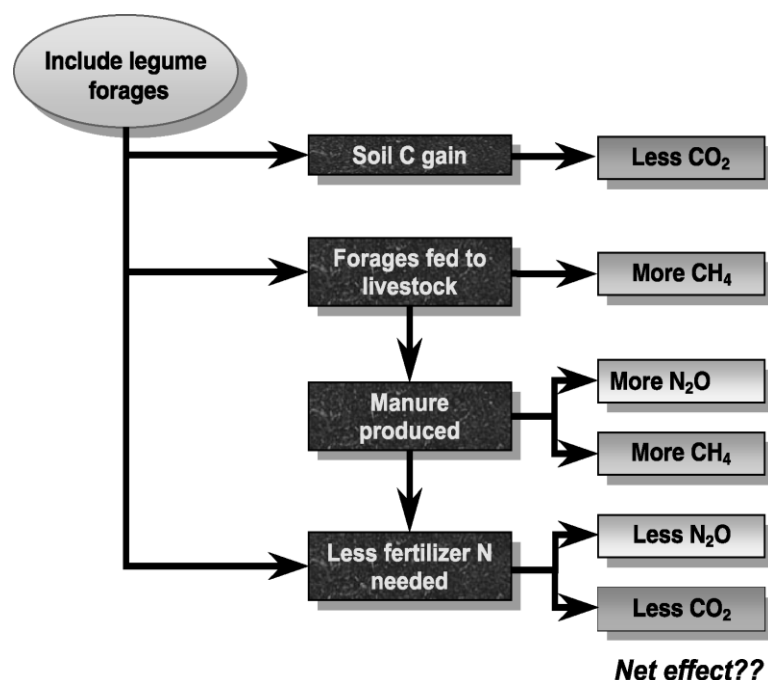 Include legume
forages
Soil C gain
Less CO₂
Forages fed to
livestock
More CH₄
Manure
produced
More N₂O
More CH₄
Less fertilizer N
needed
Less N₂O
Less CO₂
Net effect??